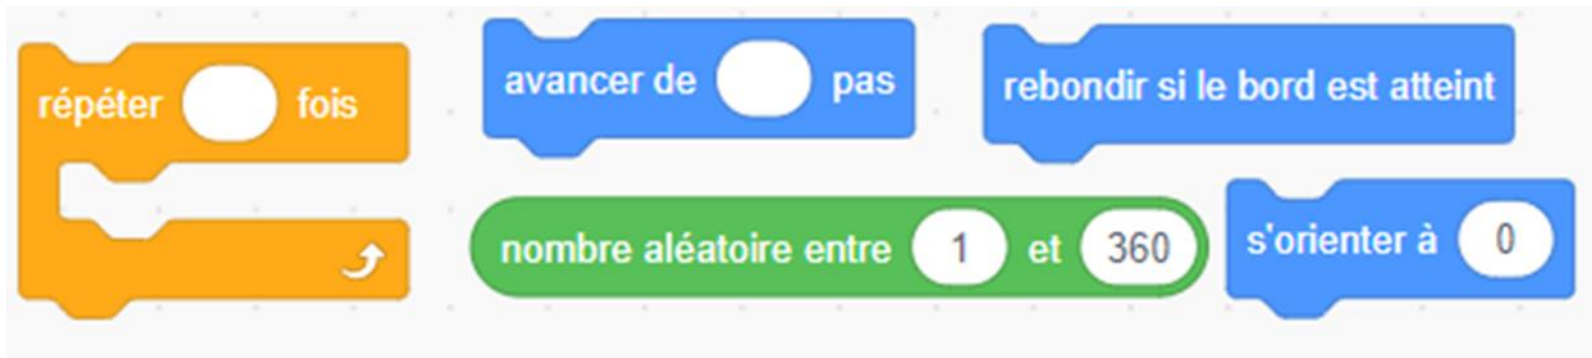 répéter fois
avancer de pas
rebondir si le bord est atteint
nombre aléatoire entre 1 et 360
s'orienter à 0